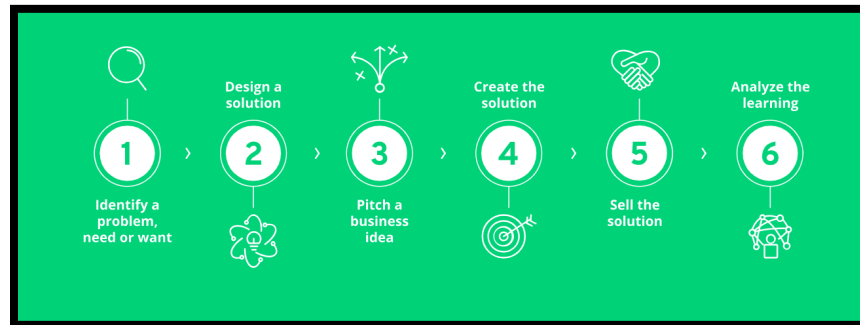 1
Identify a
problem,
need or want
Design a
solution
2
3
Pitch a
business
idea
Create the
solution
4
5
Sell the
solution
Analyze the
learning
6